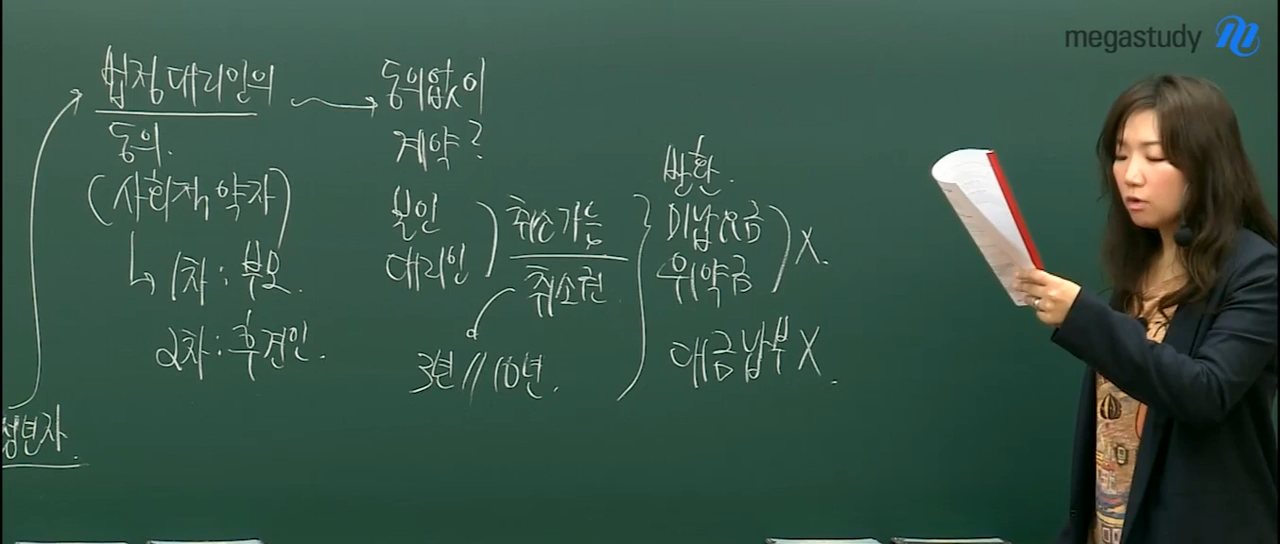 megastudy
법정대리인의
동의.
(사회적 약자)
1차 : 부모.
2차 : 후견인.
성년자.
동의없이
계약?
본인
대리인
취소가능
취소권
3년 // 10년.
반환.
미납요금
위약금
X.
대금납부 X.